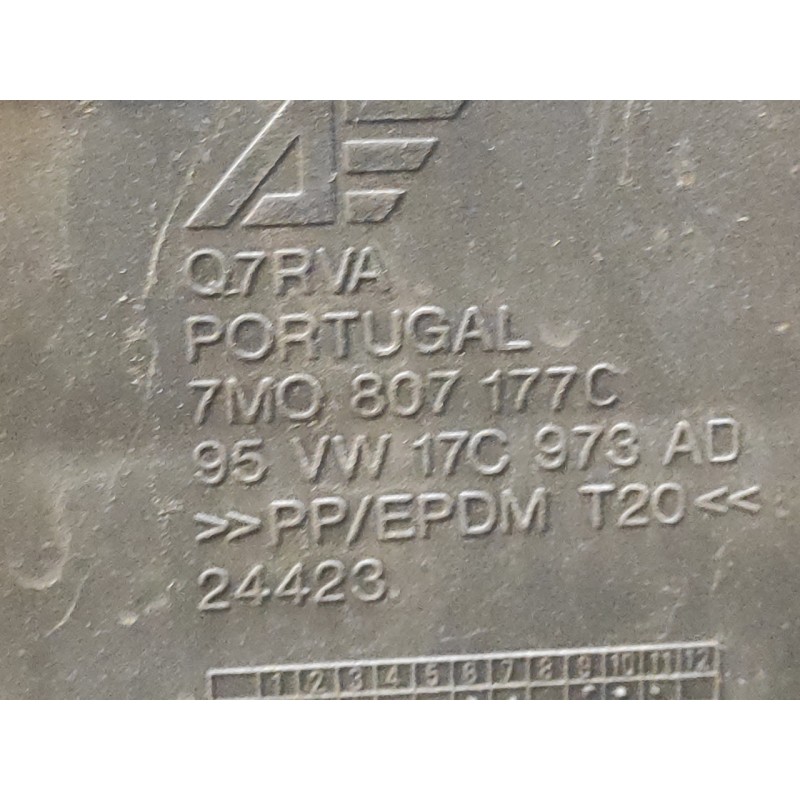 Q7RVA
PORTUGAL
7M0 807 177C
95 VW 17C 973 AD
>>PP/EPDM T20<<
24423.
1 2 3 4 5 6 7 8 9 10 11 12